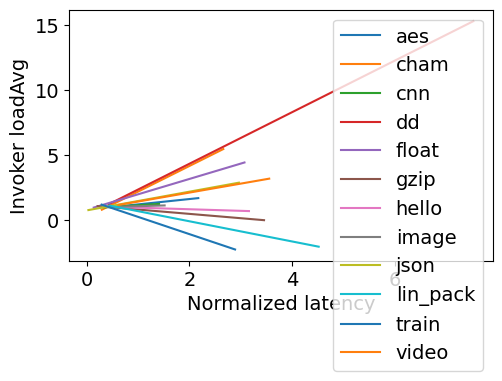 15
10
5
0
Invoker loadAvg
0
2
4
6
Normalized latency
aes
cham
cnn
dd
float
gzip
hello
image
json
lin_pack
train
video